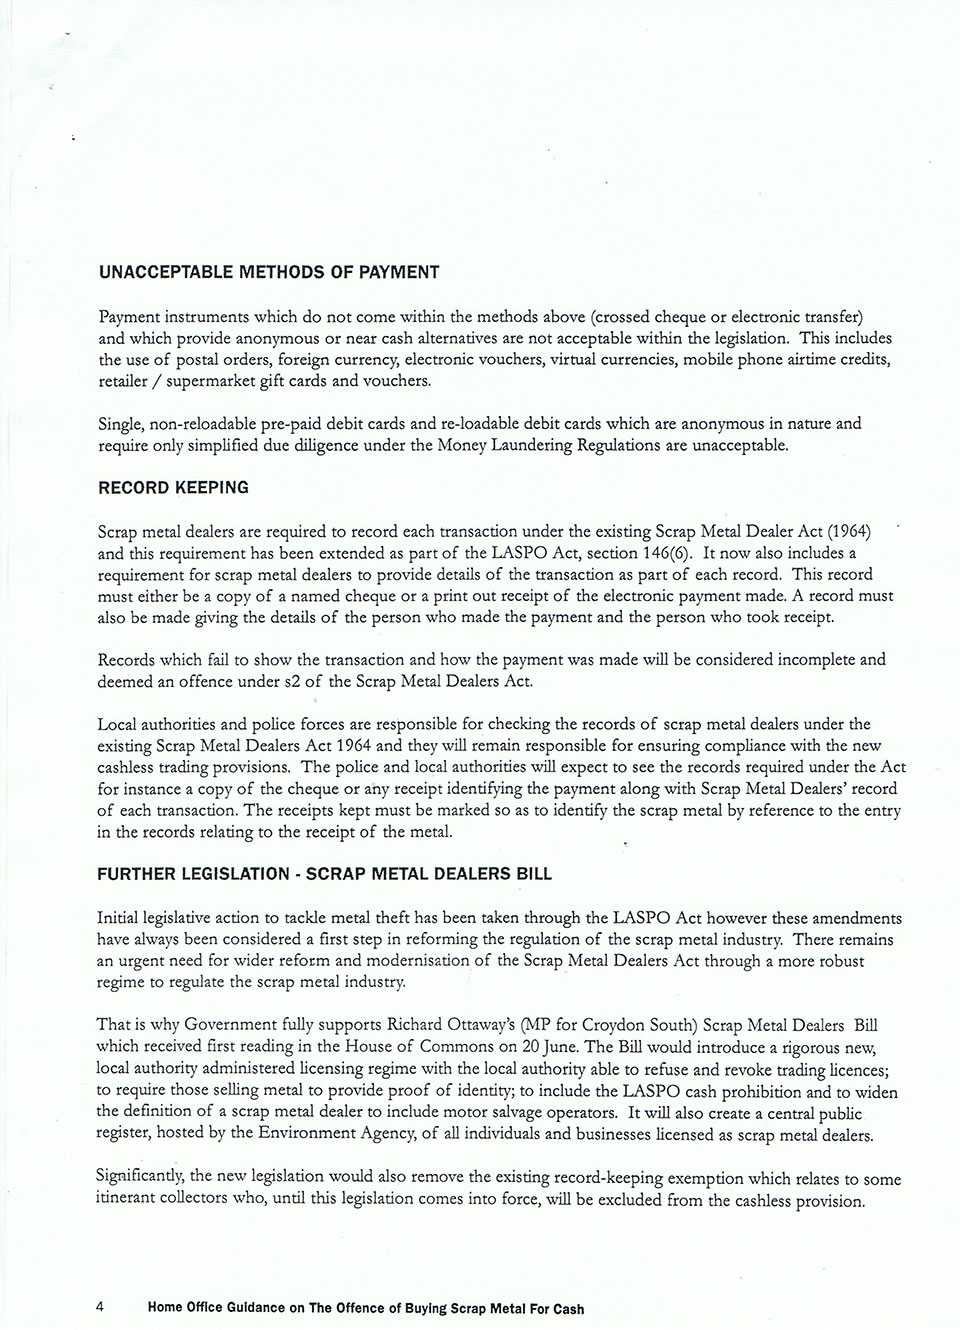 UNACCEPTABLE METHODS OF PAYMENT
Payment instruments which do not come within the methods above (crossed cheque or electronic transfer)
and which provide anonymous or near cash alternatives are not acceptable within the legislation.  This includes
the use of postal orders, foreign currency, electronic vouchers, virtual currencies, mobile phone airtime credits,
retailer / supermarket gift cards and vouchers.
Single, non-reloadable pre-paid debit cards and re-loadable debit cards which are anonymous in nature and
require only simplified due diligence under the Money Laundering Regulations are unacceptable.
RECORD KEEPING
Scrap metal dealers are required to record each transaction under the existing Scrap Metal Dealer Act (1964)
and this requirement has been extended as part of the LASPO Act, section 146(6).  It now also includes a
requirement for scrap metal dealers to provide details of the transaction as part of each record.  This record
must either be a copy of a named cheque or a print out receipt of the electronic payment made. A record must
also be made giving the details of the person who made the payment and the person who took receipt.
Records which fail to show the transaction and how the payment was made will be considered incomplete and
deemed an offence under s2 of the Scrap Metal Dealers Act.
Local authorities and police forces are responsible for checking the records of scrap metal dealers under the
existing Scrap Metal Dealers Act 1964 and they will remain responsible for ensuring compliance with the new
cashless trading provisions.  The police and local authorities will expect to see the records required under the Act
for instance a copy of the cheque or any receipt identifying the payment along with Scrap Metal Dealers' record
of each transaction. The receipts kept must be marked so as to identify the scrap metal by reference to the entry
in the records relating to the receipt of the metal.
FURTHER LEGISLATION - SCRAP METAL DEALERS BILL
Initial legislative action to tackle metal theft has been taken through the LASPO Act however these amendments
have always been considered a first step in reforming the regulation of the scrap metal industry.  There remains
an urgent need for wider reform and modernisation of the Scrap Metal Dealers Act through a more robust
regime to regulate the scrap metal industry.
That is why Government fully supports Richard Ottaway's (MP for Croydon South) Scrap Metal Dealers  Bill
which received first reading in the House of Commons on 20 June. The Bill would introduce a rigorous new,
local authority administered licensing regime with the local authority able to refuse and revoke trading licences;
to require those selling metal to provide proof of identity; to include the LASPO cash prohibition and to widen
the definition of a scrap metal dealer to include motor salvage operators.  It will also create a central public
register, hosted by the Environment Agency, of all individuals and businesses licensed as scrap metal dealers.
Significantly, the new legislation would also remove the existing record-keeping exemption which relates to some
itinerant collectors who, until this legislation comes into force, will be excluded from the cashless provision.
4 Home Office Guidance on The Offence of Buying Scrap Metal For Cash